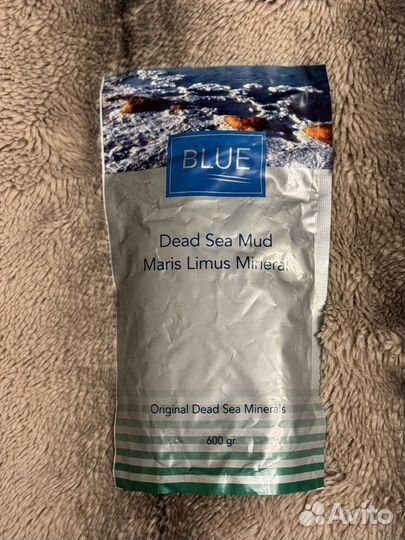 BLUE
Dead Sea Mud
Maris Limus Mineral
Original Dead Sea Minerals
600 gr
Avito